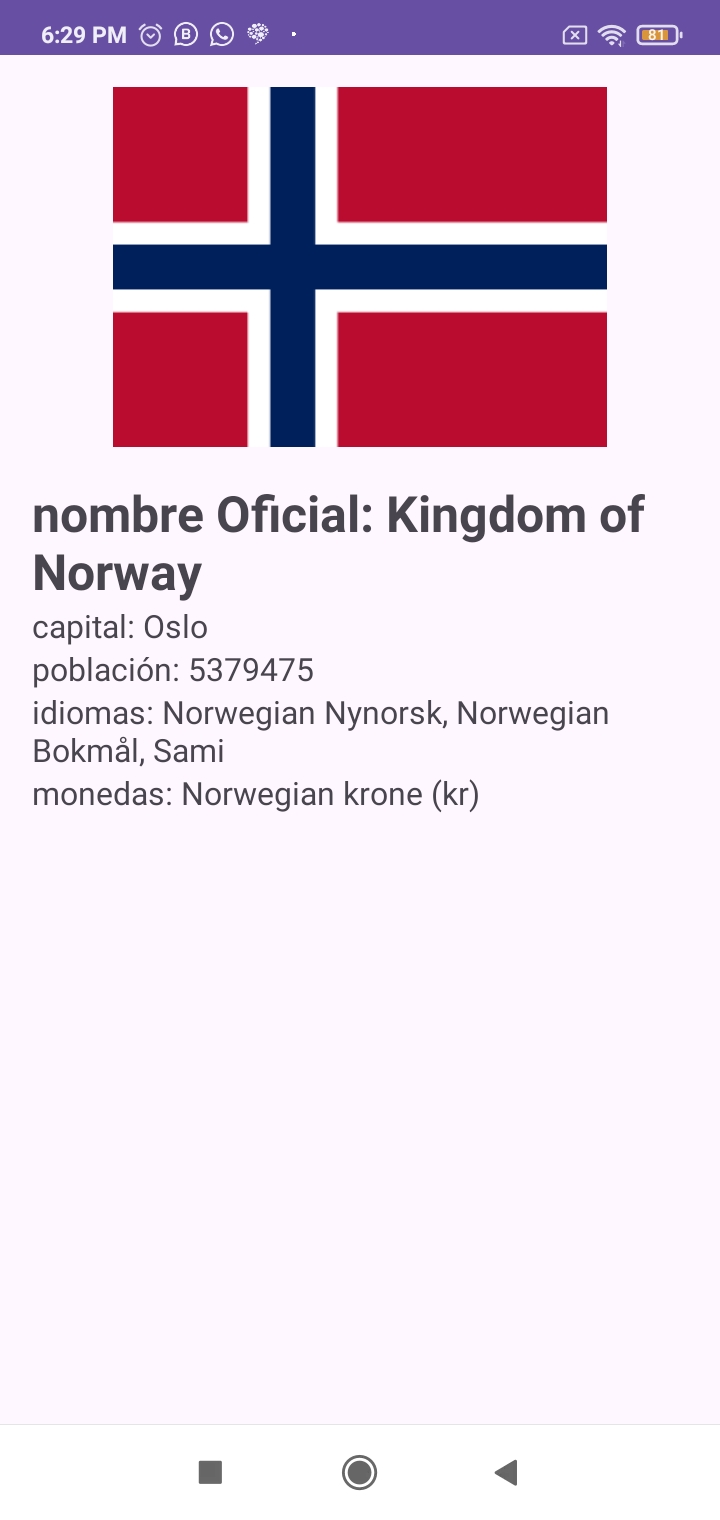 6:29 PM
81
nombre Oficial: Kingdom of
Norway
capital: Oslo
población: 5379475
idiomas: Norwegian Nynorsk, Norwegian
Bokmål, Sami
monedas: Norwegian krone (kr)